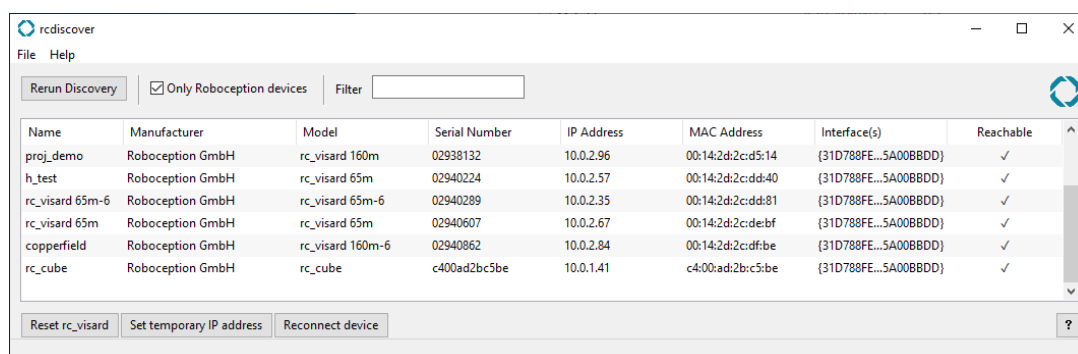 rcdiscover
File Help
Rerun Discovery Only Roboception devices Filter
Name Manufacturer Model Serial Number IP Address MAC Address Interface(s) Reachable
proj_demo Roboception GmbH rc_visard 160m 02938132 10.0.2.96 00:14:2d:2c:d5:14 {31D788FE...5A00BBDD} ✓
h_test Roboception GmbH rc_visard 65m 02940224 10.0.2.57 00:14:2d:2c:dd:40 {31D788FE...5A00BBDD} ✓
rc_visard 65m-6 Roboception GmbH rc_visard 65m-6 02940289 10.0.2.35 00:14:2d:2c:dd:81 {31D788FE...5A00BBDD} ✓
rc_visard 65m Roboception GmbH rc_visard 65m 02940607 10.0.2.67 00:14:2d:2c:de:bf {31D788FE...5A00BBDD} ✓
copperfield Roboception GmbH rc_visard 160m-6 02940862 10.0.2.84 00:14:2d:2c:df:be {31D788FE...5A00BBDD} ✓
rc_cube Roboception GmbH rc_cube c400ad2bc5be 10.0.1.41 c4:00:ad:2b:c5:be {31D788FE...5A00BBDD} ✓
Reset rc_visard Set temporary IP address Reconnect device ?